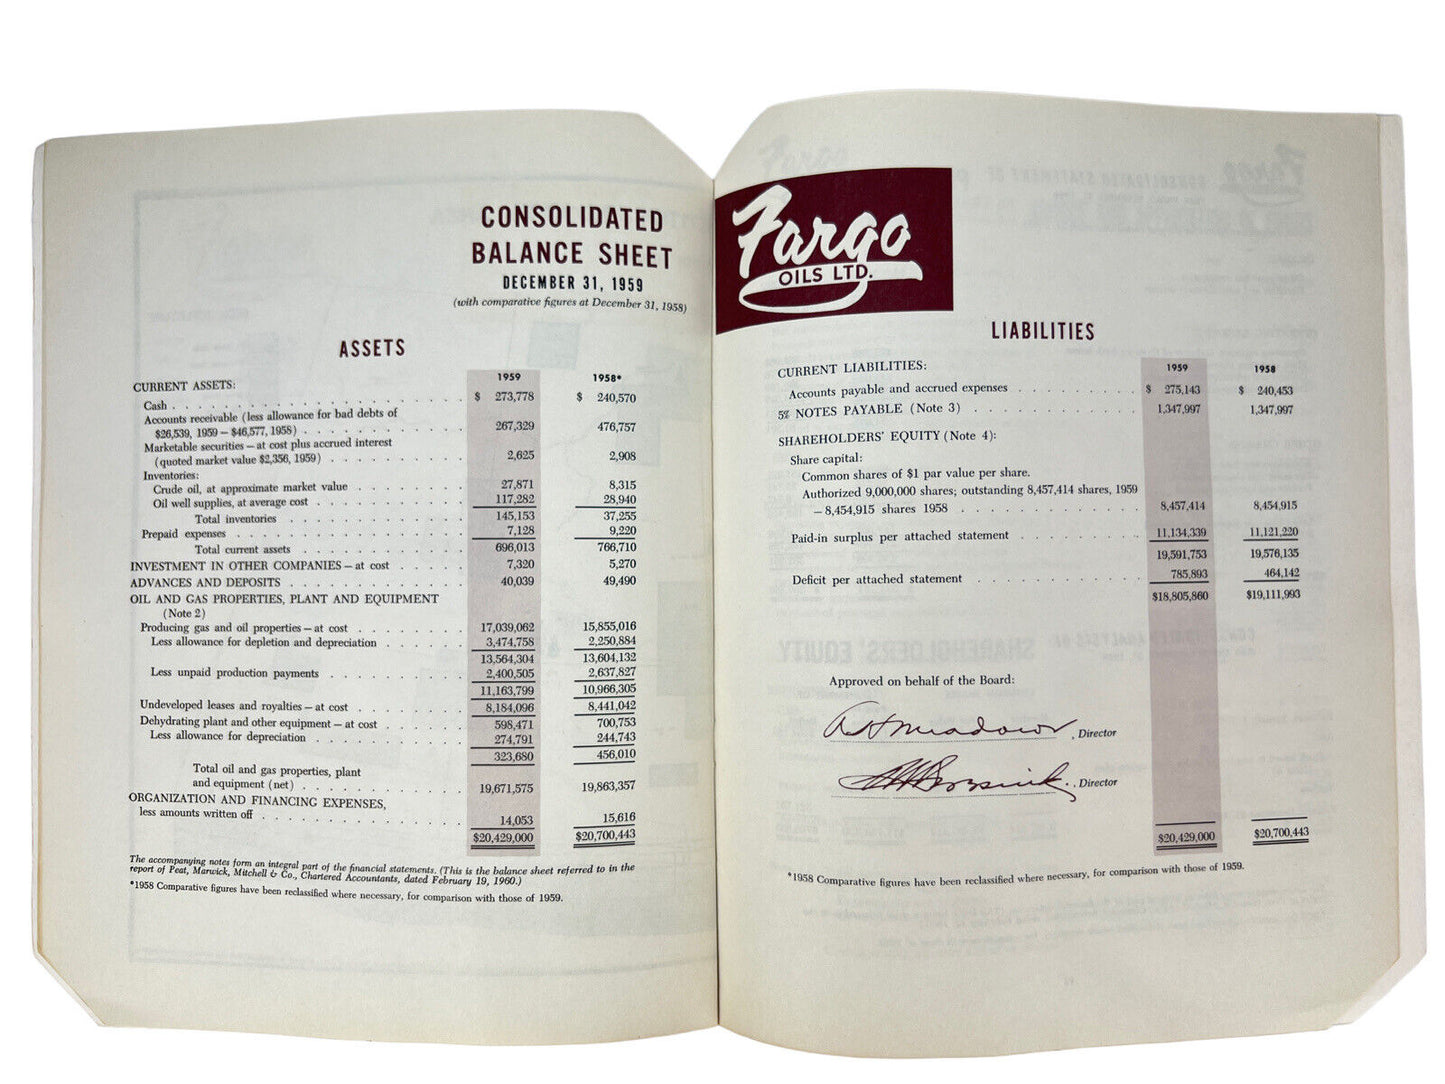 CONSOLIDATED
BALANCE SHEET
DECEMBER 31, 1959
(with comparative figures at December 31, 1958)
ASSETS
1959 1958*
CURRENT ASSETS:
Cash . . . . . . . . . . . . . . . . . . . . $ 273,778 $ 240,570
Accounts receivable (less allowance for bad debts of
$26,539, 1959 – $46,577, 1958) . . . . . . . . . . . 267,329 476,757
Marketable securities – at cost plus accrued interest
(quoted market value $2,356, 1959) . . . . . . . . . . 2,625 2,908
Inventories:
Crude oil, at approximate market value . . . . . . . . 27,871 8,315
Oil well supplies, at average cost . . . . . . . . . . . 117,282 28,940
Total inventories . . . . . . . . . . . . . 145,153 37,255
Prepaid expenses . . . . . . . . . . . . . . . . 7,128 9,220
Total current assets . . . . . . . . . . . . 696,013 766,710
INVESTMENT IN OTHER COMPANIES – at cost . . . . . 7,320 5,270
ADVANCES AND DEPOSITS . . . . . . . . . . . . . 40,039 49,490
OIL AND GAS PROPERTIES, PLANT AND EQUIPMENT
(Note 2)
Producing gas and oil properties – at cost . . . . . . . . 17,039,062 15,855,016
Less allowance for depletion and depreciation . . . . . . 3,474,758 2,250,884
13,564,304 13,604,132
Less unpaid production payments . . . . . . . . . . 2,400,505 2,637,827
11,163,799 10,966,305
Undeveloped leases and royalties – at cost . . . . . . . . 8,184,096 8,441,042
Dehydrating plant and other equipment – at cost . . . . . . 598,471 700,753
Less allowance for depreciation . . . . . . . . . . . 274,791 244,743
323,680 456,010
Total oil and gas properties, plant
and equipment (net) . . . . . . . . . . . . 19,671,575 19,863,357
ORGANIZATION AND FINANCING EXPENSES,
less amounts written off . . . . . . . . . . . . . . . 14,053 15,616
$20,429,000 $20,700,443
The accompanying notes form an integral part of the financial statements. (This is the balance sheet referred to in the
report of Peat, Marwick, Mitchell & Co., Chartered Accountants, dated February 19, 1960.)
*1958 Comparative figures have been reclassified where necessary, for comparison with those of 1959.
Fargo
OILS LTD.
LIABILITIES
1959 1958
CURRENT LIABILITIES:
Accounts payable and accrued expenses . . . . . . . . . $ 275,143 $ 240,453
5% NOTES PAYABLE (Note 3) . . . . . . . . . . . . 1,347,997 1,347,997
SHAREHOLDERS' EQUITY (Note 4):
Share capital:
Common shares of $1 par value per share.
Authorized 9,000,000 shares; outstanding 8,457,414 shares, 1959
– 8,454,915 shares 1958 . . . . . . . . . . . . . 8,457,414 8,454,915
Paid-in surplus per attached statement . . . . . . . . . 11,134,339 11,121,220
19,591,753 19,576,135
Deficit per attached statement . . . . . . . . . . . . . 785,893 464,142
$18,805,860 $19,111,993
Approved on behalf of the Board:
, Director
, Director
$20,429,000 $20,700,443
*1958 Comparative figures have been reclassified where necessary, for comparison with those of 1959.